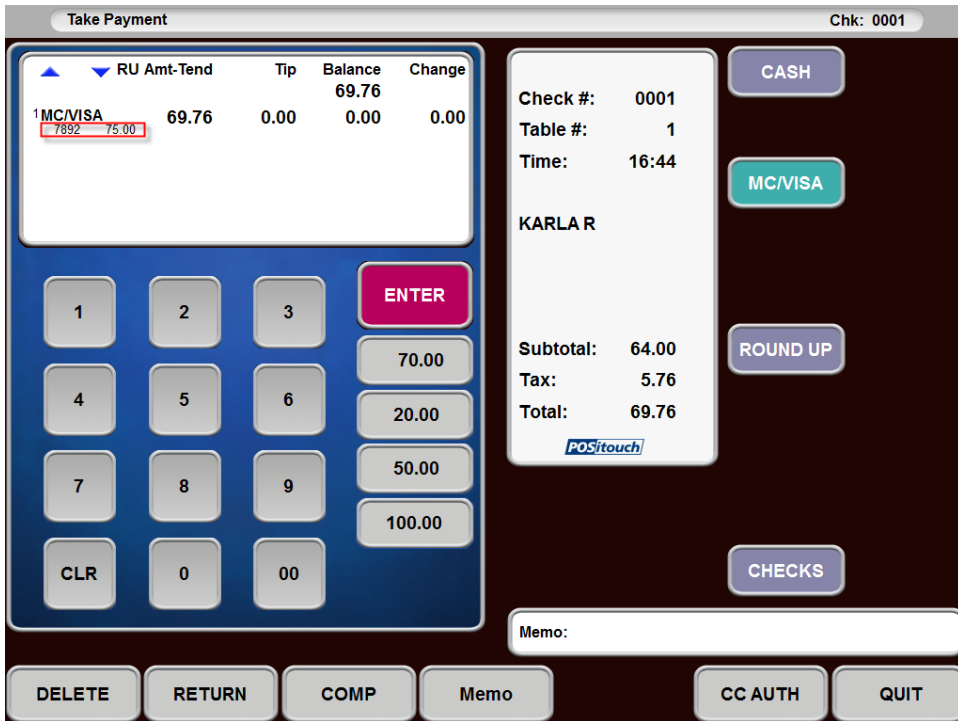 Take Payment Chk: 0001
RU Amt-Tend Tip Balance Change
69.76
1 MC/VISA 69.76 0.00 0.00 0.00
7892 75.00
1 2 3
4 5 6
7 8 9
CLR 0 00
ENTER
70.00
20.00
50.00
100.00
Check #: 0001
Table #: 1
Time: 16:44
KARLA R
Subtotal: 64.00
Tax: 5.76
Total: 69.76
POSitouch
CASH
MC/VISA
ROUND UP
CHECKS
Memo:
DELETE RETURN COMP Memo CC AUTH QUIT